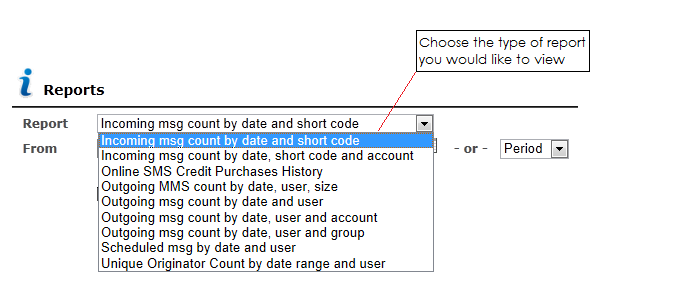 Choose the type of report
you would like to view
Reports
Report Incoming msg count by date and short code
Incoming msg count by date and short code
From - or - Period
Incoming msg count by date, short code and account
Online SMS Credit Purchases History
Outgoing MMS count by date, user, size
Outgoing msg count by date and user
Outgoing msg count by date, user and account
Outgoing msg count by date, user and group
Scheduled msg by date and user
Unique Originator Count by date range and user